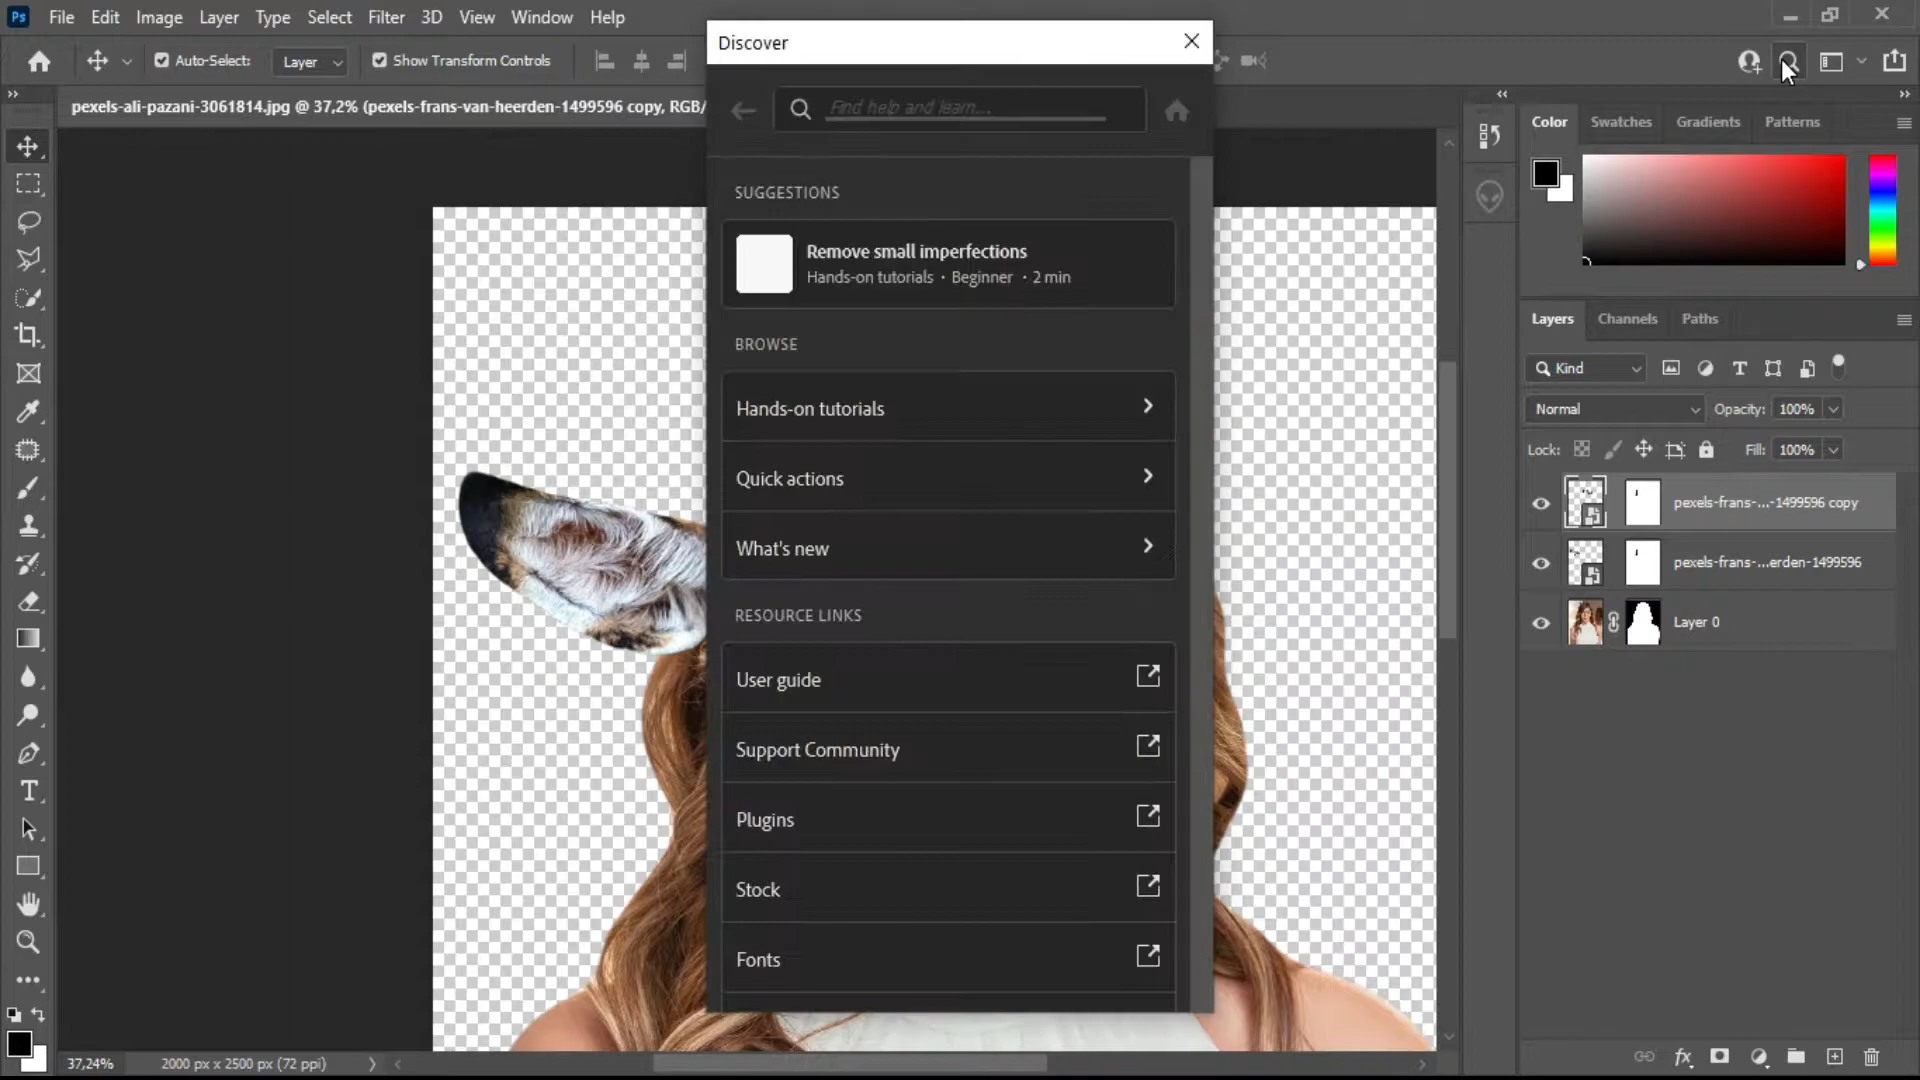 Ps File Edit Image Layer Type Select Filter 3D View Window Help
Auto-Select: Layer Show Transform Controls
pexels-ali-pazani-3061814.jpg @ 37,2% (pexels-frans-van-heerden-1499596 copy, RGB/
Discover
Find help and learn...
SUGGESTIONS
Remove small imperfections
Hands-on tutorials • Beginner • 2 min
BROWSE
Hands-on tutorials
Quick actions
What's new
RESOURCE LINKS
User guide
Support Community
Plugins
Stock
Fonts
Color Swatches Gradients Patterns
Layers Channels Paths
Kind
Normal Opacity: 100%
Lock: Fill: 100%
pexels-frans-...-1499596 copy
pexels-frans-...erden-1499596
Layer 0
37,24% 2000 px x 2500 px (72 ppi)